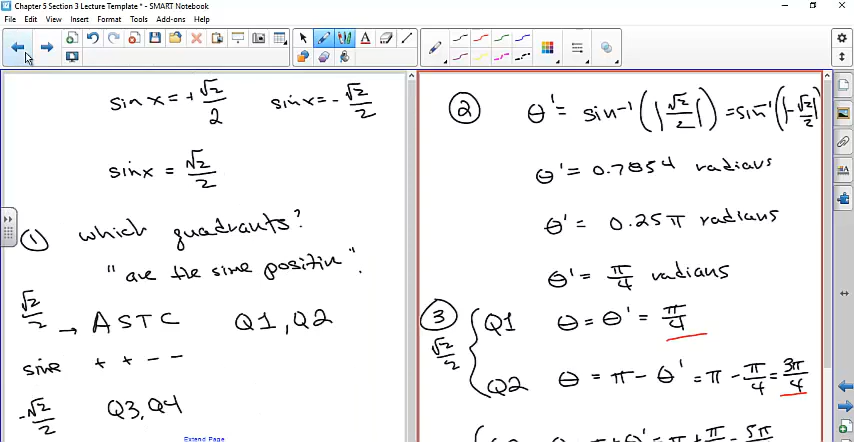 Chapter 5 Section 3 Lecture Template * - SMART Notebook
File Edit View Insert Format Tools Add-ons Help
sin x = + √2/2 sin x = - √2/2
sin x = √2/2
① which quadrants?
"are the sine positive".
√2/2 → A S T C Q1, Q2
sine + + - -
-√2/2 Q3, Q4
Extend Page
② θ' = sin⁻¹(|√2/2|) = sin⁻¹(|-√2/2|
θ' = 0.7854 radians
θ' = 0.25π radians
θ' = π/4 radians
③ √2/2 { Q1 θ = θ' = π/4
Q2 θ = π - θ' = π - π/4 = 3π/4